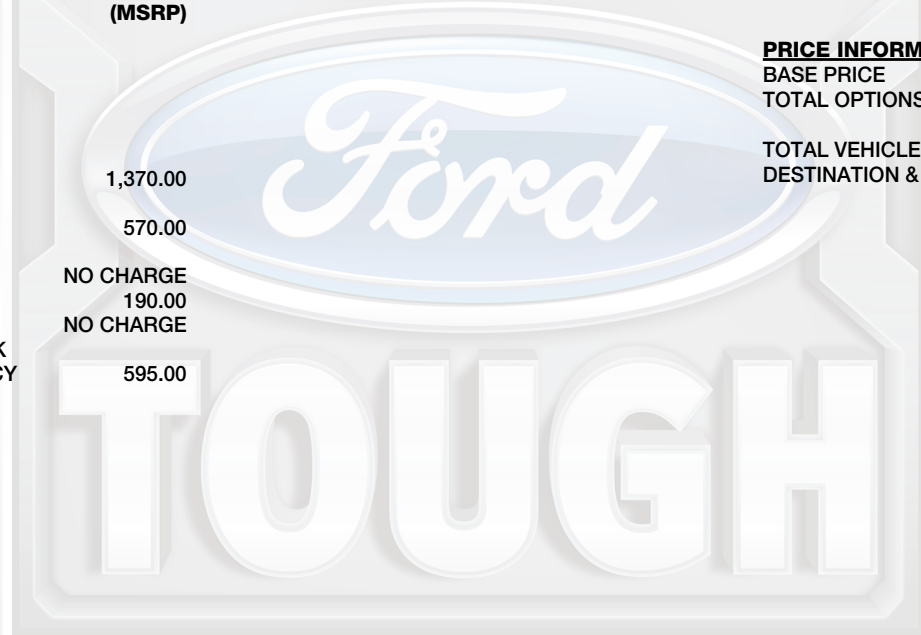 (MSRP)
PRICE INFORM
BASE PRICE
TOTAL OPTIONS
TOTAL VEHICLE
DESTINATION &
1,370.00
570.00
NO CHARGE
190.00
NO CHARGE
K
CY
595.00
Ford
TOUGH